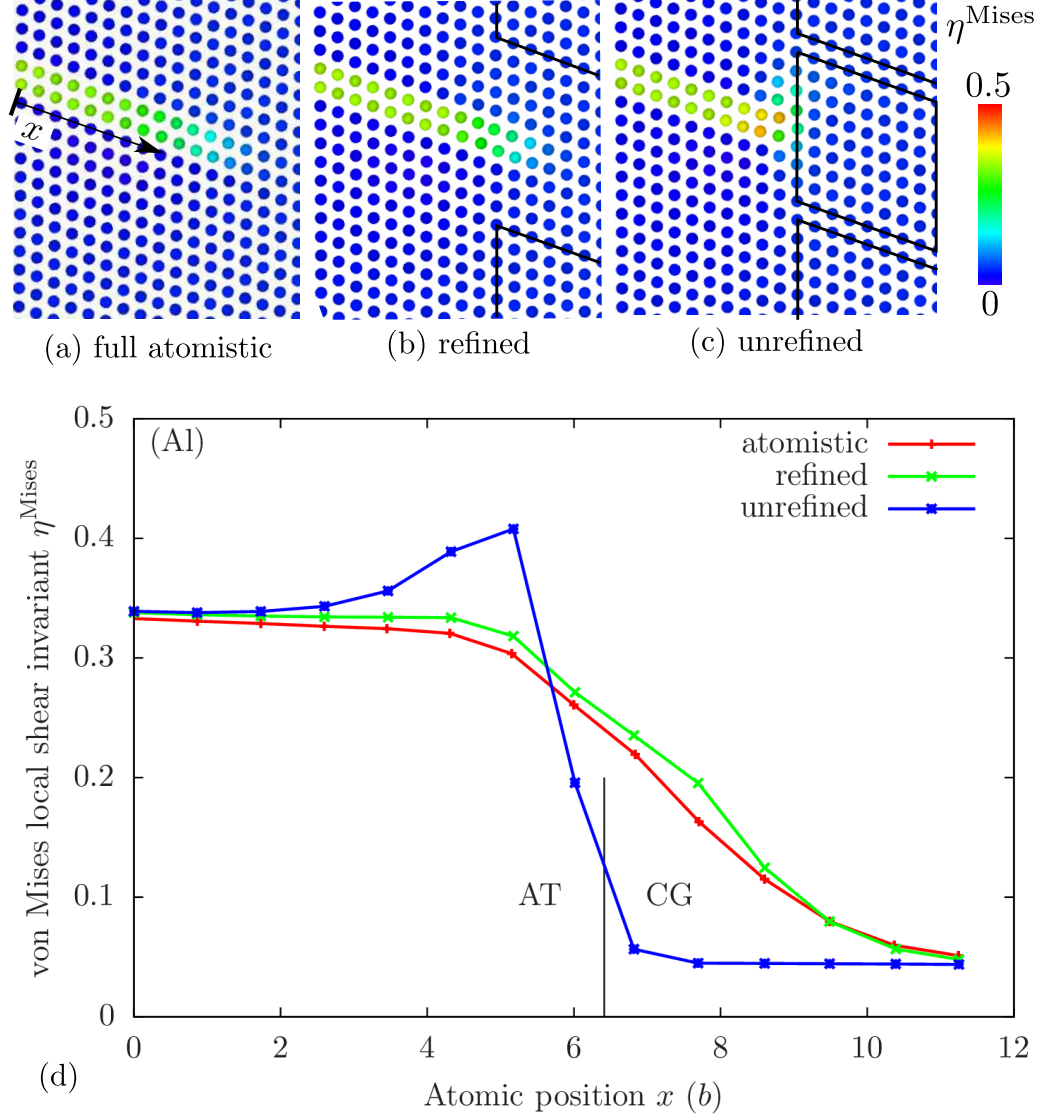 η^Mises
0.5
0
x
(a) full atomistic
(b) refined
(c) unrefined
(Al)
atomistic
refined
unrefined
von Mises local shear invariant η^Mises
0.5
0.4
0.3
0.2
0.1
0
AT
CG
0 2 4 6 8 10 12
Atomic position x (b)
(d)